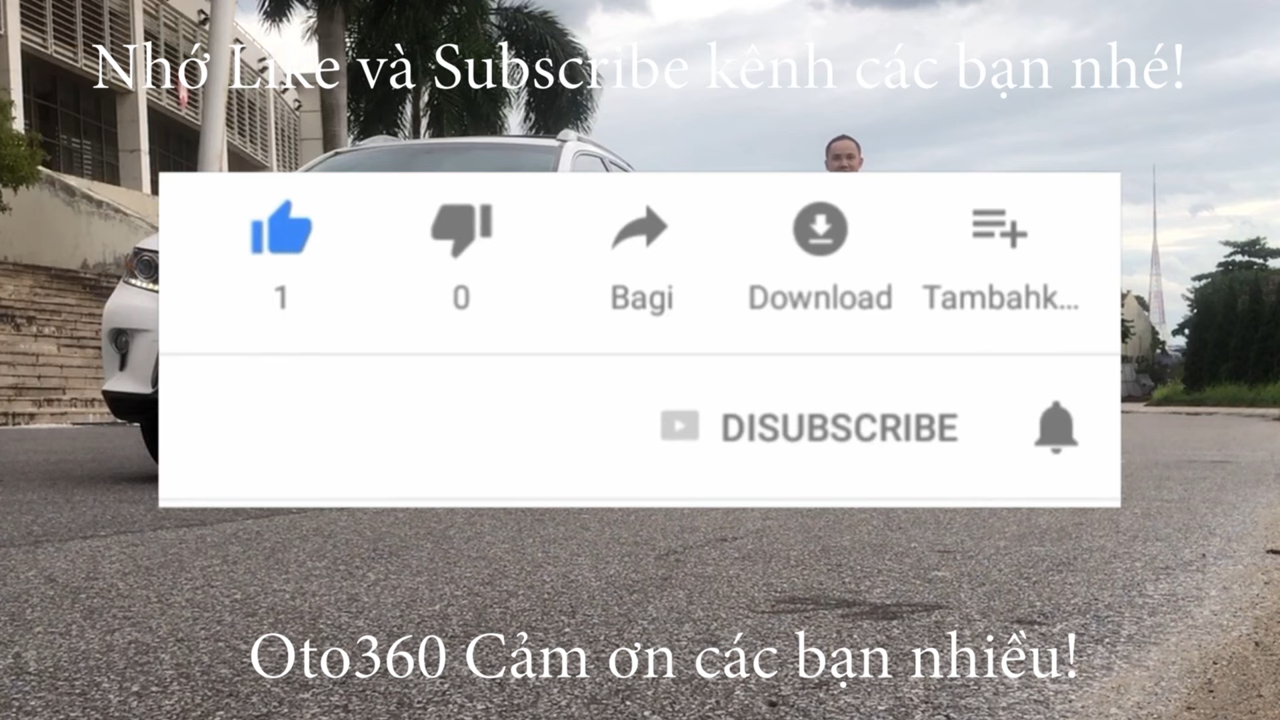 Nhớ Like và Subscribe kênh các bạn nhé!
1 0 Bagi Download Tambahk...
DISUBSCRIBE
Oto360 Cảm ơn các bạn nhiều!